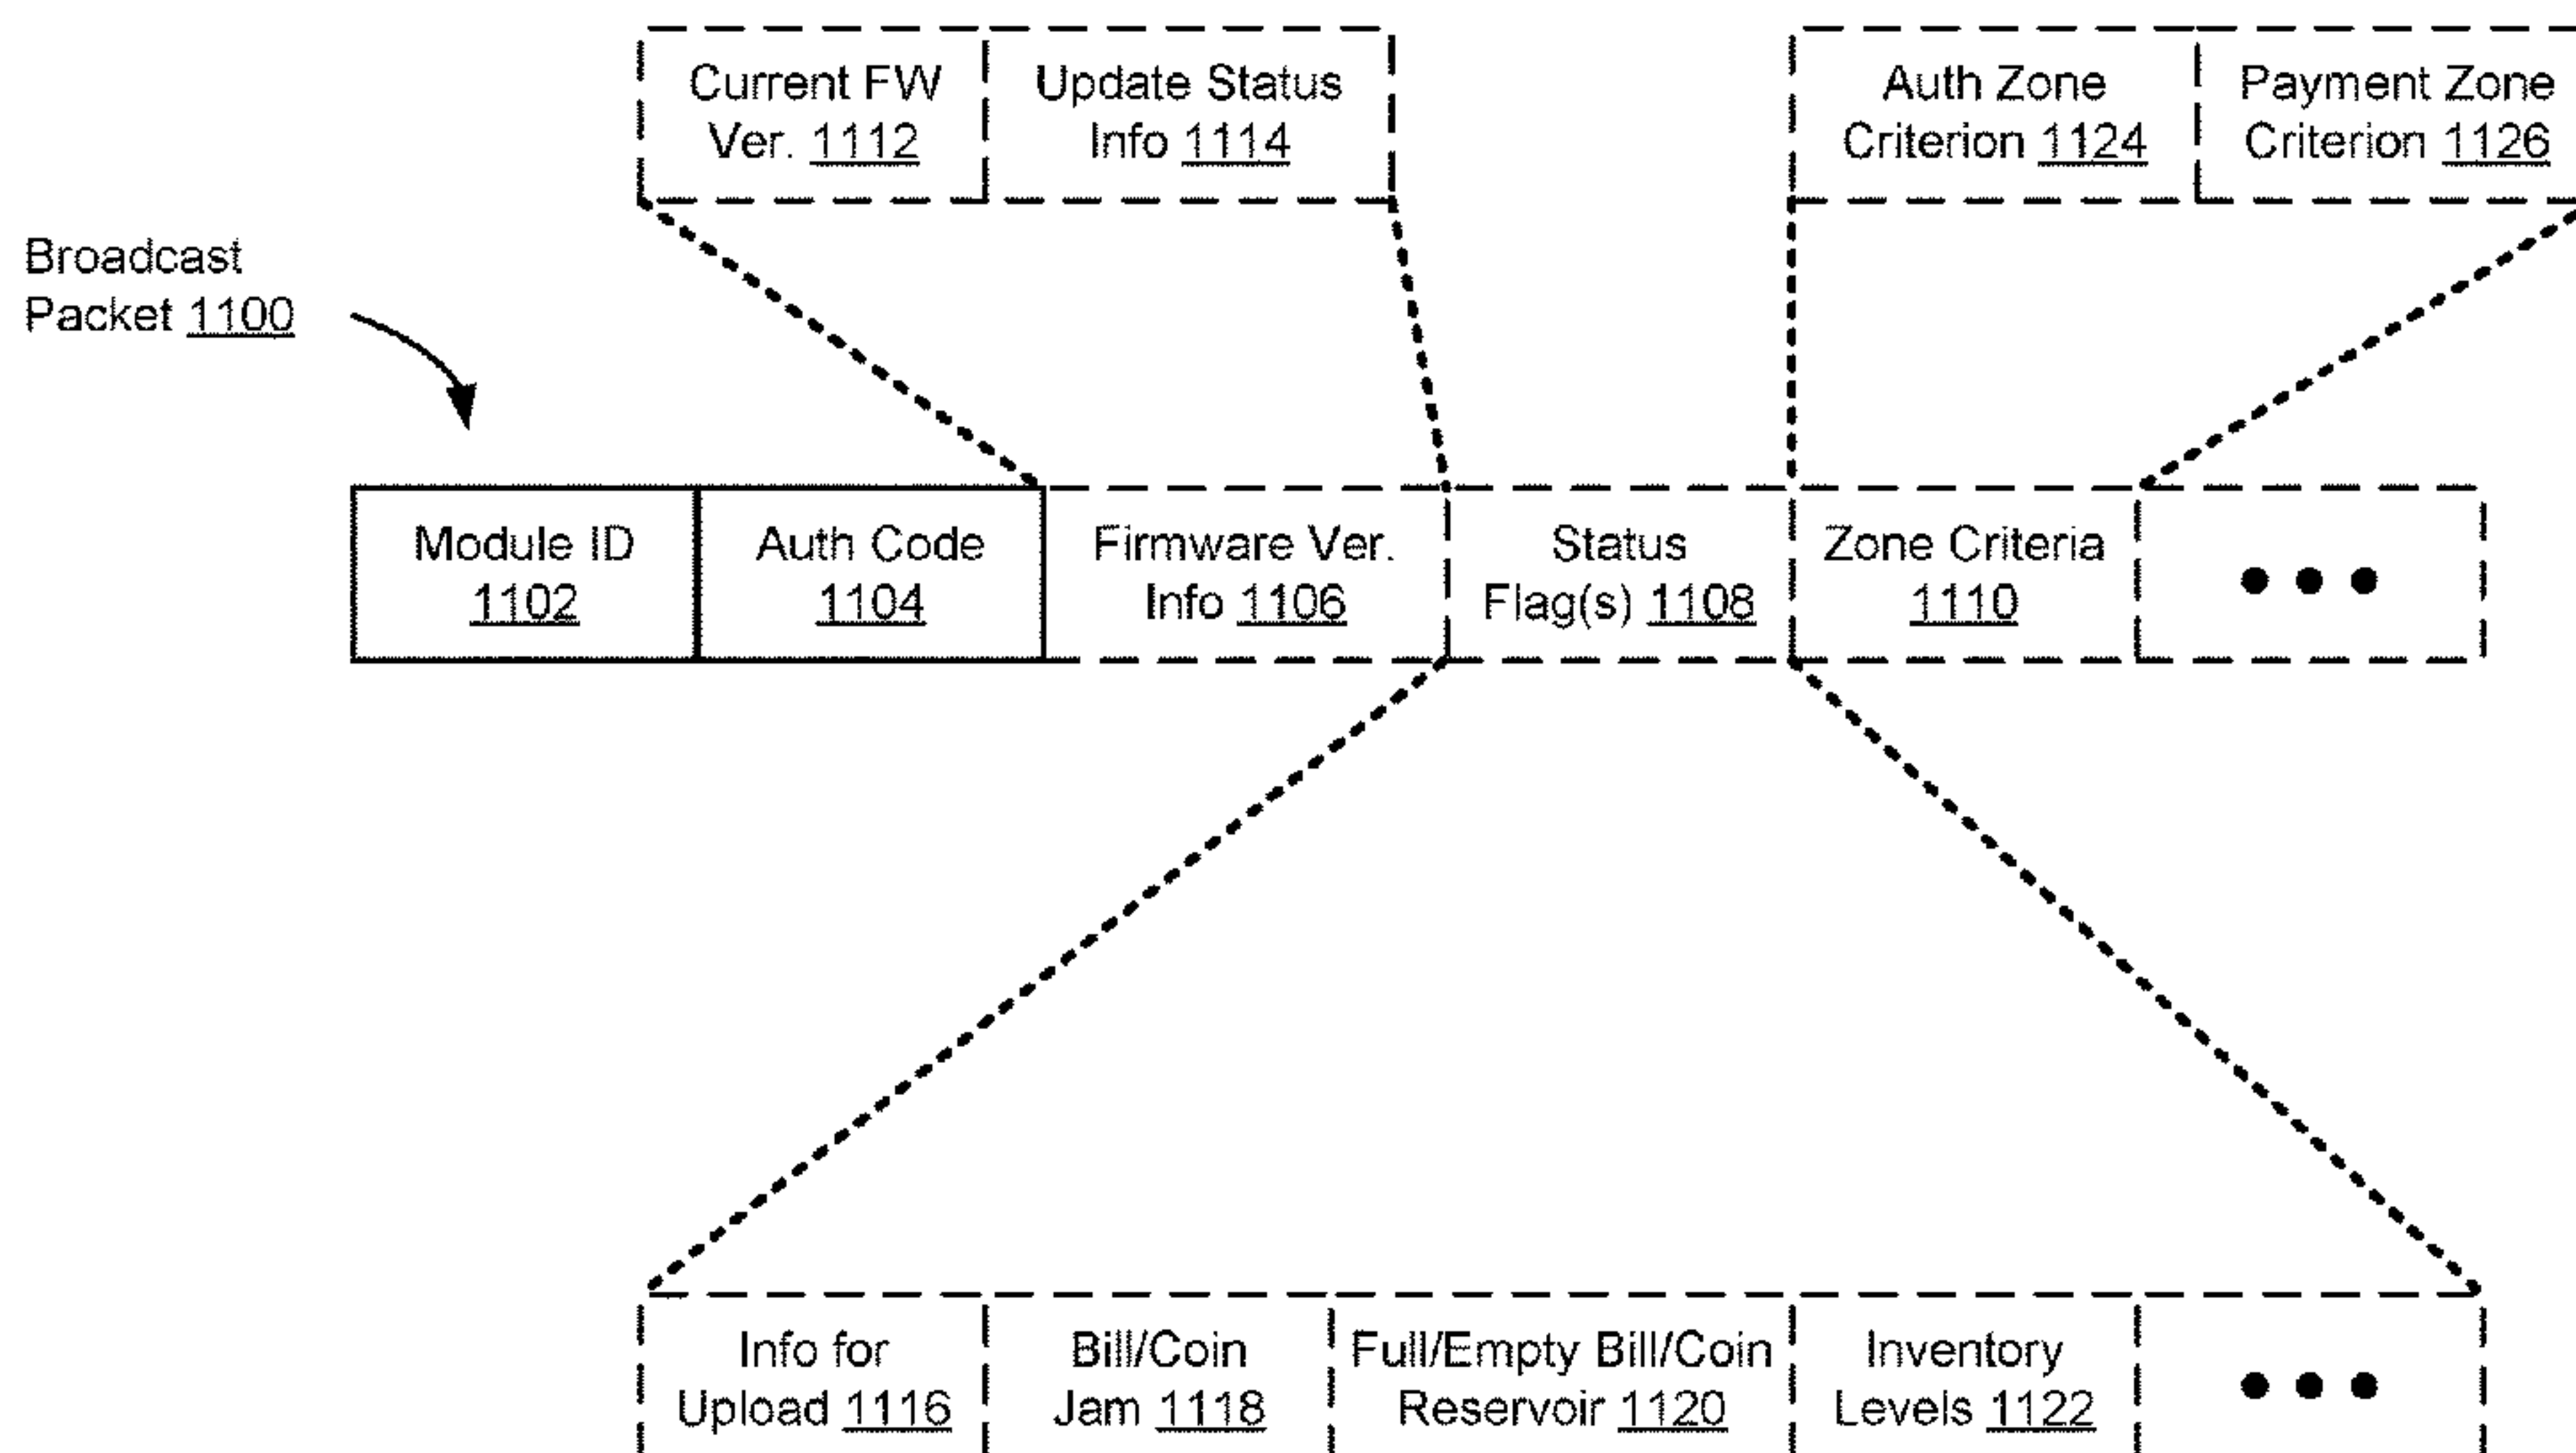 Current FW
Ver. 1112
Update Status
Info 1114
Auth Zone
Criterion 1124
Payment Zone
Criterion 1126
Broadcast
Packet 1100
Module ID
1102
Auth Code
1104
Firmware Ver.
Info 1106
Status
Flag(s) 1108
Zone Criteria
1110
Info for
Upload 1116
Bill/Coin
Jam 1118
Full/Empty Bill/Coin
Reservoir 1120
Inventory
Levels 1122